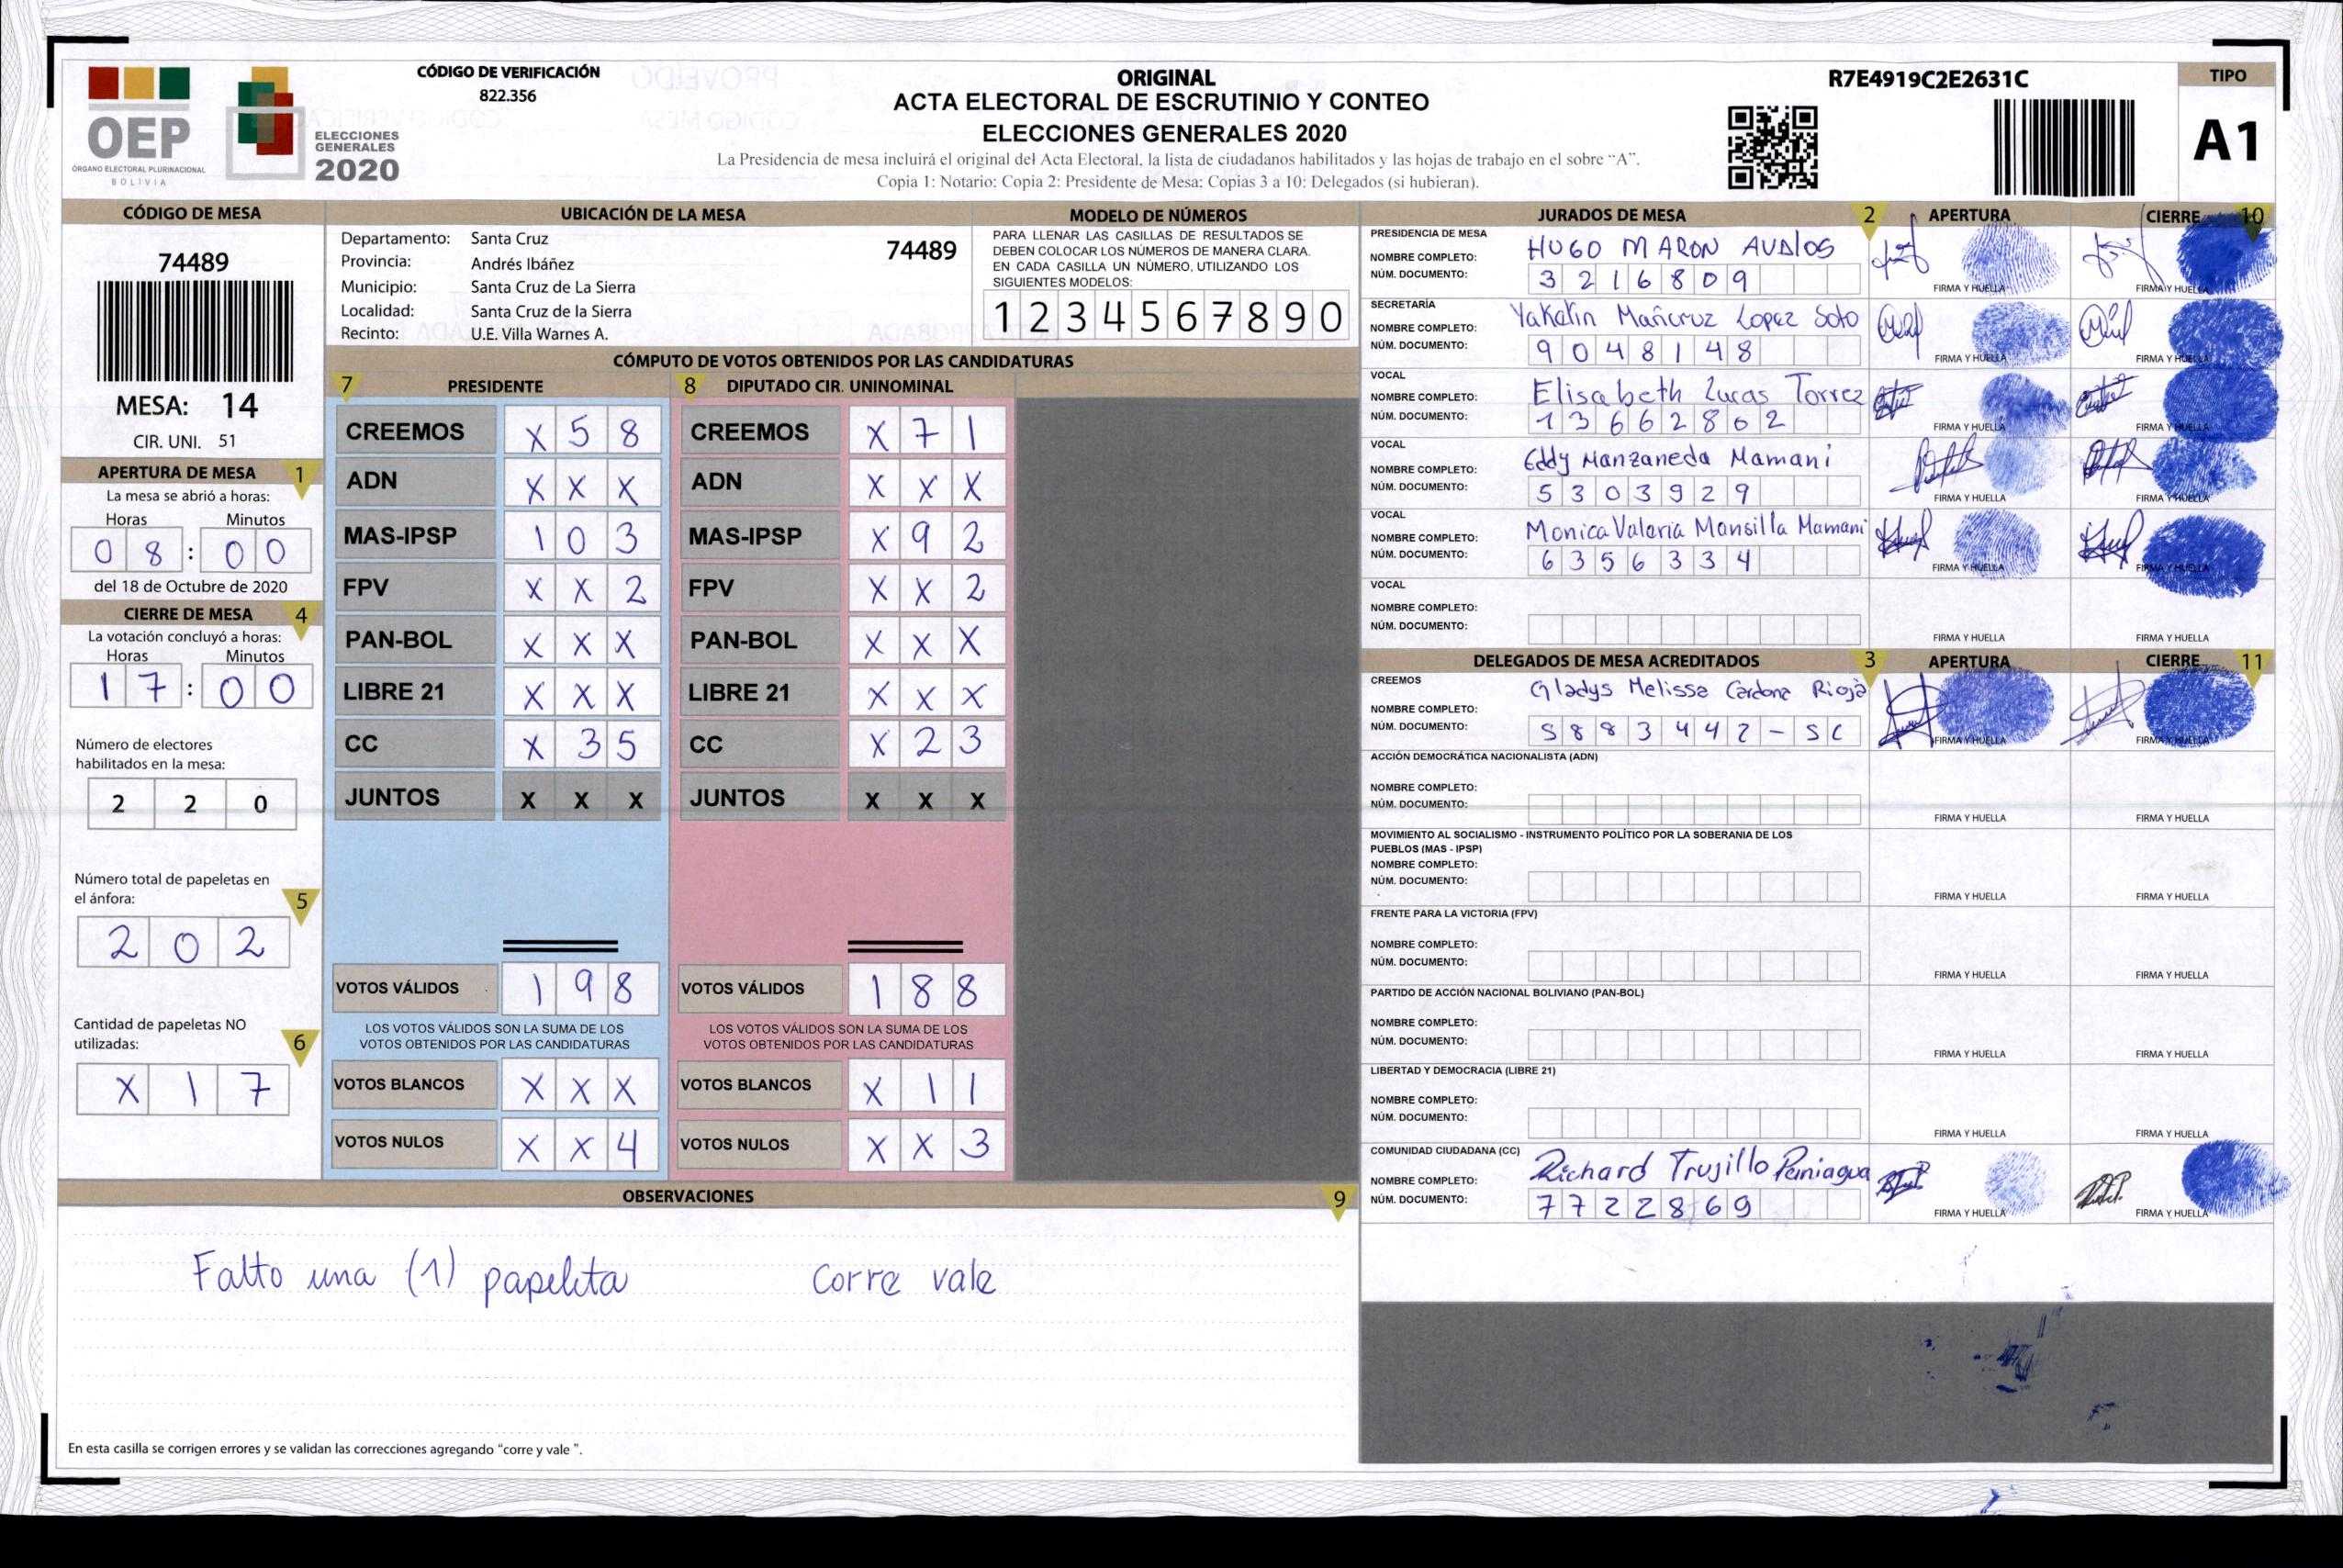 CÓDIGO DE VERIFICACIÓN
822.356
OEP
ÓRGANO ELECTORAL PLURINACIONAL
BOLIVIA
ELECCIONES
GENERALES
2020
ORIGINAL
ACTA ELECTORAL DE ESCRUTINIO Y CONTEO
ELECCIONES GENERALES 2020
La Presidencia de mesa incluirá el original del Acta Electoral, la lista de ciudadanos habilitados y las hojas de trabajo en el sobre “A”.
Copia 1: Notario: Copia 2: Presidente de Mesa: Copias 3 a 10: Delegados (si hubieran).
R7E4919C2E2631C
TIPO
A1
CÓDIGO DE MESA
74489
MESA: 14
CIR. UNI. 51
APERTURA DE MESA 1
La mesa se abrió a horas:
Horas Minutos
0 8 : 0 0
del 18 de Octubre de 2020
CIERRE DE MESA 4
La votación concluyó a horas:
Horas Minutos
1 7 : 0 0
Número de electores
habilitados en la mesa:
2 2 0
Número total de papeletas en
el ánfora: 5
2 0 2
Cantidad de papeletas NO
utilizadas: 6
X 1 7
UBICACIÓN DE LA MESA
Departamento: Santa Cruz 74489
Provincia: Andrés Ibáñez
Municipio: Santa Cruz de La Sierra
Localidad: Santa Cruz de la Sierra
Recinto: U.E. Villa Warnes A.
MODELO DE NÚMEROS
PARA LLENAR LAS CASILLAS DE RESULTADOS SE
DEBEN COLOCAR LOS NÚMEROS DE MANERA CLARA.
EN CADA CASILLA UN NÚMERO, UTILIZANDO LOS
SIGUIENTES MODELOS:
1 2 3 4 5 6 7 8 9 0
CÓMPUTO DE VOTOS OBTENIDOS POR LAS CANDIDATURAS
7 PRESIDENTE
CREEMOS X 5 8
ADN X X X
MAS-IPSP 1 0 3
FPV X X 2
PAN-BOL X X X
LIBRE 21 X X X
CC X 3 5
JUNTOS X X X
VOTOS VÁLIDOS 1 9 8
LOS VOTOS VÁLIDOS SON LA SUMA DE LOS
VOTOS OBTENIDOS POR LAS CANDIDATURAS
VOTOS BLANCOS X X X
VOTOS NULOS X X 4
8 DIPUTADO CIR. UNINOMINAL
CREEMOS X 7 1
ADN X X X
MAS-IPSP X 9 2
FPV X X 2
PAN-BOL X X X
LIBRE 21 X X X
CC X 2 3
JUNTOS X X X
VOTOS VÁLIDOS 1 8 8
LOS VOTOS VÁLIDOS SON LA SUMA DE LOS
VOTOS OBTENIDOS POR LAS CANDIDATURAS
VOTOS BLANCOS X 1 1
VOTOS NULOS X X 3
OBSERVACIONES 9
Falto una (1) papeleta corre vale
En esta casilla se corrigen errores y se validan las correcciones agregando “corre y vale ”.
JURADOS DE MESA 2 APERTURA CIERRE 10
PRESIDENCIA DE MESA
NOMBRE COMPLETO: HUGO MARON AVALOS
NÚM. DOCUMENTO: 3 2 1 6 8 0 9
FIRMA Y HUELLA FIRMA Y HUELLA
SECRETARÍA
NOMBRE COMPLETO: Yakelin Maricruz Lopez Soto
NÚM. DOCUMENTO: 9 0 4 8 1 4 8
FIRMA Y HUELLA FIRMA Y HUELLA
VOCAL
NOMBRE COMPLETO: Elisabeth Lucas Torrez
NÚM. DOCUMENTO: 1 3 6 6 2 8 0 2
FIRMA Y HUELLA FIRMA Y HUELLA
VOCAL
NOMBRE COMPLETO: Eddy Manzaneda Mamani
NÚM. DOCUMENTO: 5 3 0 3 9 2 9
FIRMA Y HUELLA FIRMA Y HUELLA
VOCAL
NOMBRE COMPLETO: Monica Valeria Mansilla Mamani
NÚM. DOCUMENTO: 6 3 5 6 3 3 4
FIRMA Y HUELLA FIRMA Y HUELLA
VOCAL
NOMBRE COMPLETO:
NÚM. DOCUMENTO:
FIRMA Y HUELLA FIRMA Y HUELLA
DELEGADOS DE MESA ACREDITADOS 3 APERTURA CIERRE 11
CREEMOS
NOMBRE COMPLETO: Gladys Melissa Cardona Rioja
NÚM. DOCUMENTO: 5 8 8 3 4 4 2 - S C
FIRMA Y HUELLA FIRMA Y HUELLA
ACCIÓN DEMOCRÁTICA NACIONALISTA (ADN)
NOMBRE COMPLETO:
NÚM. DOCUMENTO:
FIRMA Y HUELLA FIRMA Y HUELLA
MOVIMIENTO AL SOCIALISMO - INSTRUMENTO POLÍTICO POR LA SOBERANIA DE LOS
PUEBLOS (MAS - IPSP)
NOMBRE COMPLETO:
NÚM. DOCUMENTO:
FIRMA Y HUELLA FIRMA Y HUELLA
FRENTE PARA LA VICTORIA (FPV)
NOMBRE COMPLETO:
NÚM. DOCUMENTO:
FIRMA Y HUELLA FIRMA Y HUELLA
PARTIDO DE ACCIÓN NACIONAL BOLIVIANO (PAN-BOL)
NOMBRE COMPLETO:
NÚM. DOCUMENTO:
FIRMA Y HUELLA FIRMA Y HUELLA
LIBERTAD Y DEMOCRACIA (LIBRE 21)
NOMBRE COMPLETO:
NÚM. DOCUMENTO:
FIRMA Y HUELLA FIRMA Y HUELLA
COMUNIDAD CIUDADANA (CC)
NOMBRE COMPLETO: Richard Trujillo Paniagua
NÚM. DOCUMENTO: 7 7 2 2 8 6 9
FIRMA Y HUELLA FIRMA Y HUELLA